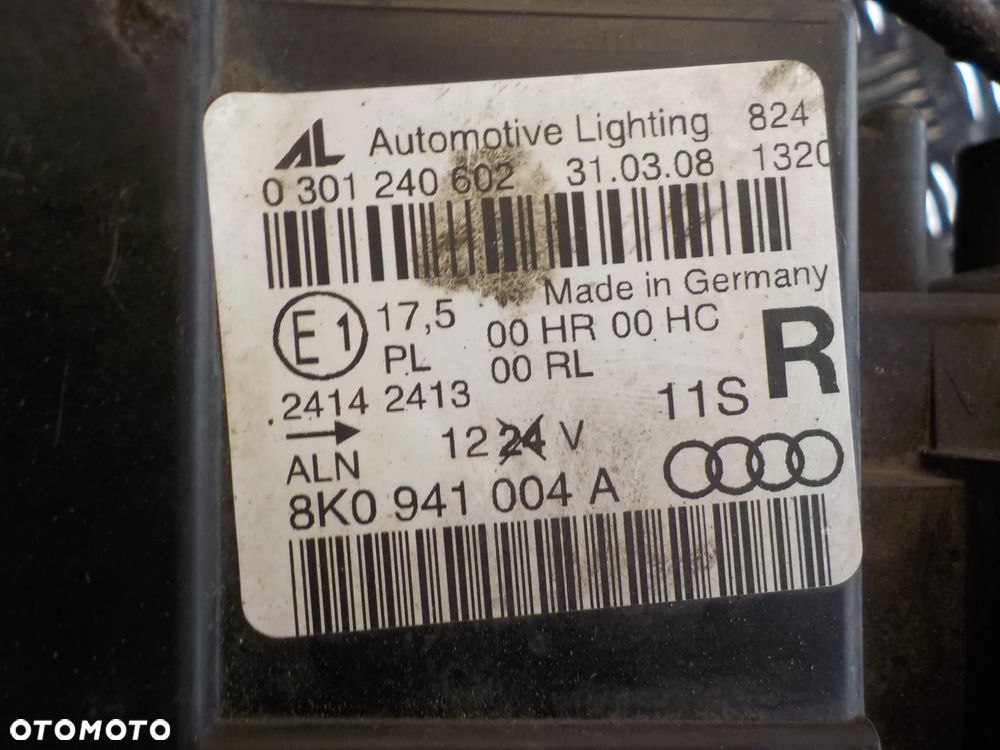 AL Automotive Lighting 824
0 301 240 602 31.03.08 1320
Made in Germany
E1 17,5 00 HR 00 HC
PL 00 RL R
.2414 2413 11S
12 24 V
ALN
8K0 941 004 A
OTOMOTO